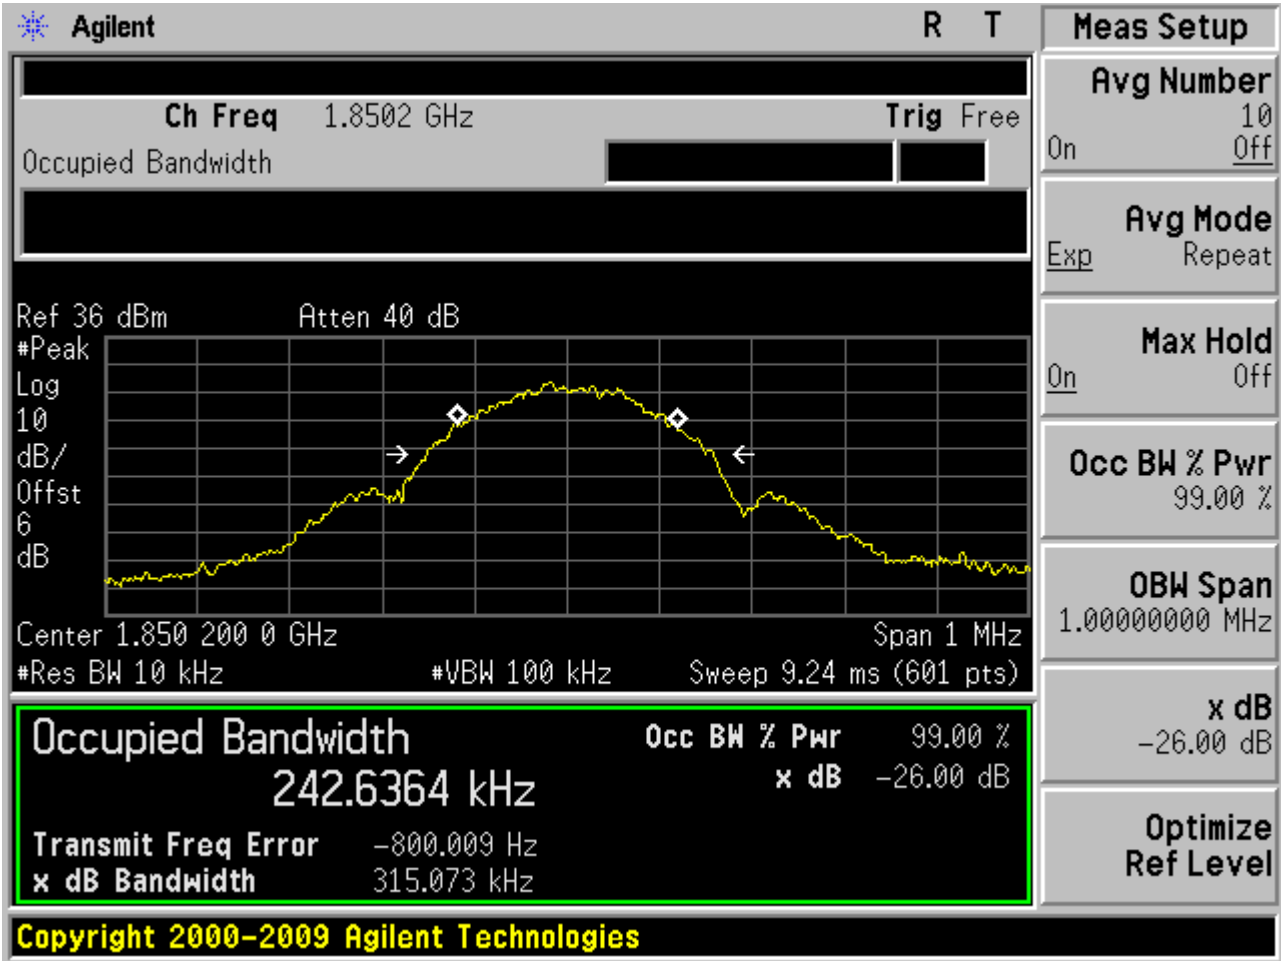 Agilent R T
Ch Freq 1.8502 GHz Trig Free
Occupied Bandwidth
Ref 36 dBm Atten 40 dB
#Peak
Log
10
dB/
Offst
6
dB
Center 1.850 200 0 GHz Span 1 MHz
#Res BW 10 kHz #VBW 100 kHz Sweep 9.24 ms (601 pts)
Occupied Bandwidth
242.6364 kHz
Occ BW % Pwr 99.00 %
x dB -26.00 dB
Transmit Freq Error -800.009 Hz
x dB Bandwidth 315.073 kHz
Copyright 2000-2009 Agilent Technologies
Meas Setup
Avg Number
10
On Off
Avg Mode
Exp Repeat
Max Hold
On Off
Occ BW % Pwr
99.00 %
OBW Span
1.00000000 MHz
x dB
-26.00 dB
Optimize
Ref Level